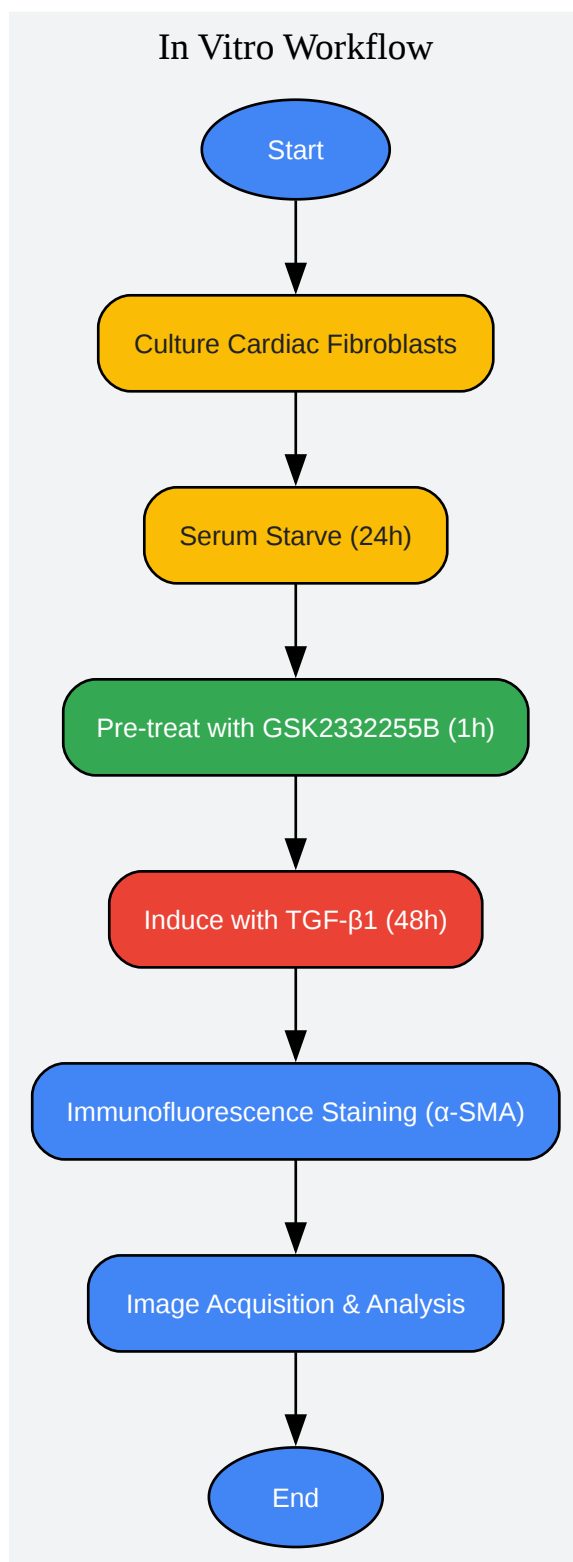 In Vitro Workflow
Start
Culture Cardiac Fibroblasts
Serum Starve (24h)
Pre-treat with GSK2332255B (1h)
Induce with TGF-β1 (48h)
Immunofluorescence Staining (α-SMA)
Image Acquisition & Analysis
End